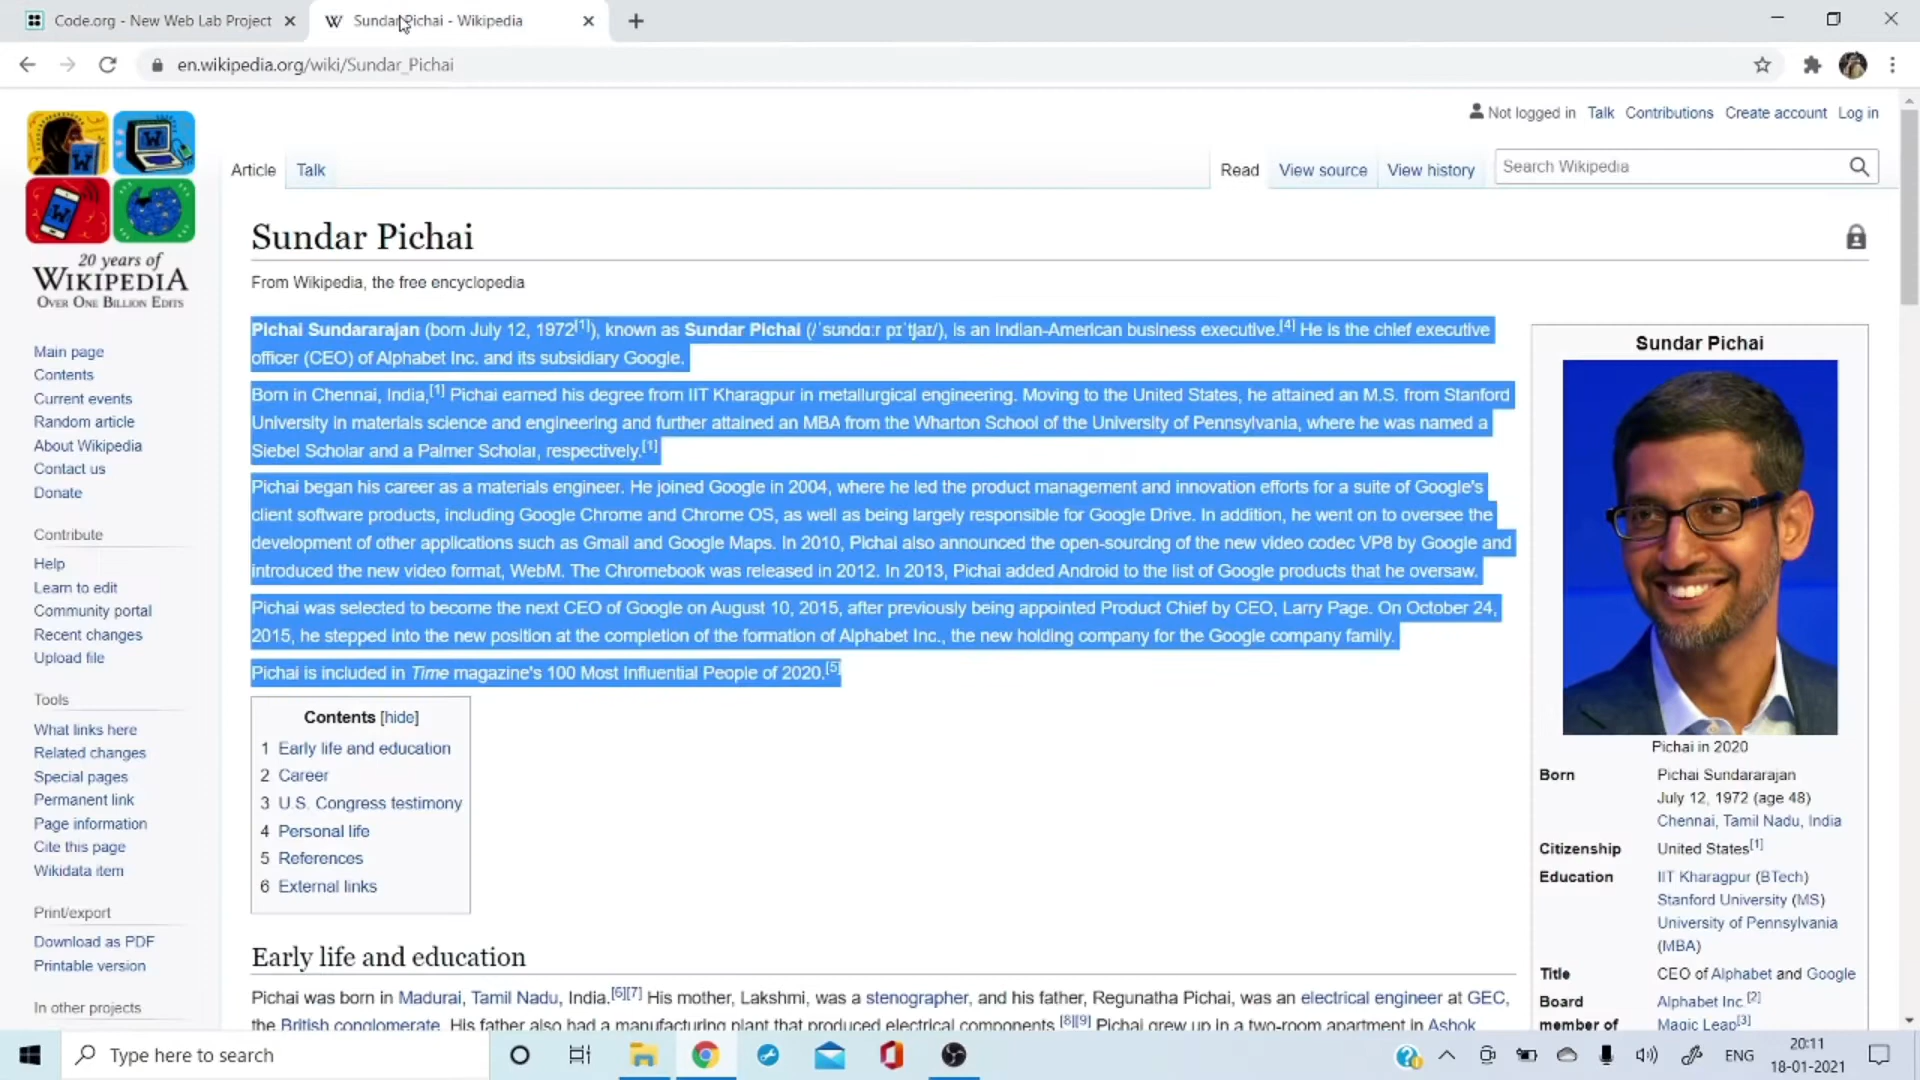 Code.org - New Web Lab Project
Sundar Pichai - Wikipedia
en.wikipedia.org/wiki/Sundar_Pichai
Not logged in Talk Contributions Create account Log in
Article Talk
Read View source View history Search Wikipedia
20 years of
WIKIPEDIA
OVER ONE BILLION EDITS
Main page
Contents
Current events
Random article
About Wikipedia
Contact us
Donate
Contribute
Help
Learn to edit
Community portal
Recent changes
Upload file
Tools
What links here
Related changes
Special pages
Permanent link
Page information
Cite this page
Wikidata item
Print/export
Download as PDF
Printable version
In other projects
Sundar Pichai
From Wikipedia, the free encyclopedia
Pichai Sundararajan (born July 12, 1972[1]), known as Sundar Pichai (/ˈsʊndɑːr pɪˈtʃaɪ/), is an Indian-American business executive.[4] He is the chief executive
officer (CEO) of Alphabet Inc. and its subsidiary Google.
Born in Chennai, India,[1] Pichai earned his degree from IIT Kharagpur in metallurgical engineering. Moving to the United States, he attained an M.S. from Stanford
University in materials science and engineering and further attained an MBA from the Wharton School of the University of Pennsylvania, where he was named a
Siebel Scholar and a Palmer Scholar, respectively.[1]
Pichai began his career as a materials engineer. He joined Google in 2004, where he led the product management and innovation efforts for a suite of Google's
client software products, including Google Chrome and Chrome OS, as well as being largely responsible for Google Drive. In addition, he went on to oversee the
development of other applications such as Gmail and Google Maps. In 2010, Pichai also announced the open-sourcing of the new video codec VP8 by Google and
introduced the new video format, WebM. The Chromebook was released in 2012. In 2013, Pichai added Android to the list of Google products that he oversaw.
Pichai was selected to become the next CEO of Google on August 10, 2015, after previously being appointed Product Chief by CEO, Larry Page. On October 24,
2015, he stepped into the new position at the completion of the formation of Alphabet Inc., the new holding company for the Google company family.
Pichai is included in Time magazine's 100 Most Influential People of 2020.[5]
Contents [hide]
1 Early life and education
2 Career
3 U.S. Congress testimony
4 Personal life
5 References
6 External links
Early life and education
Pichai was born in Madurai, Tamil Nadu, India.[6][7] His mother, Lakshmi, was a stenographer, and his father, Regunatha Pichai, was an electrical engineer at GEC,
the British conglomerate. His father also had a manufacturing plant that produced electrical components.[8][9] Pichai grew up in a two-room apartment in Ashok
Sundar Pichai
Pichai in 2020
Born Pichai Sundararajan
July 12, 1972 (age 48)
Chennai, Tamil Nadu, India
Citizenship United States[1]
Education IIT Kharagpur (BTech)
Stanford University (MS)
University of Pennsylvania
(MBA)
Title CEO of Alphabet and Google
Board Alphabet Inc.[2]
member of Magic Leap[3]
Type here to search
ENG
20:11
18-01-2021